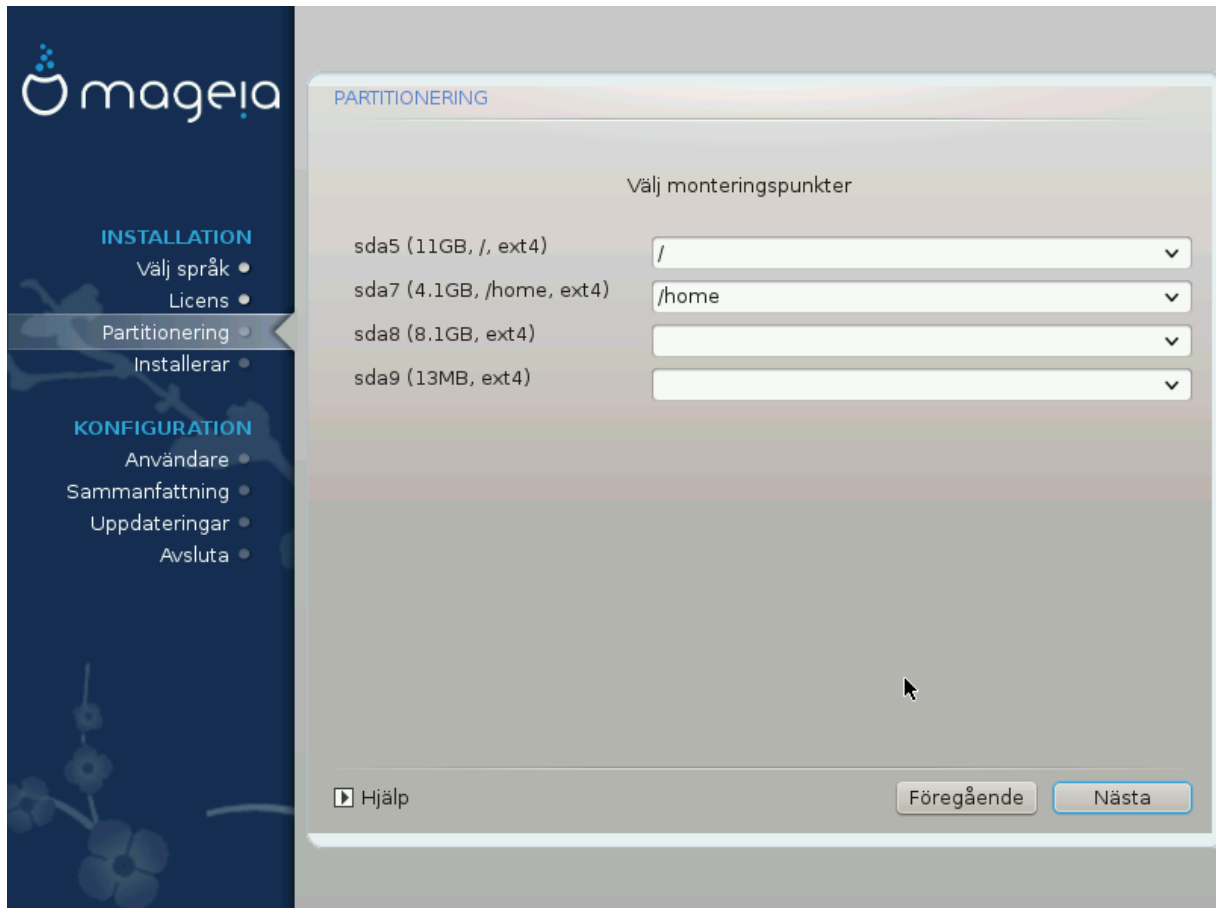 mageia
INSTALLATION
Välj språk
Licens
Partitionering
Installerar
KONFIGURATION
Användare
Sammanfattning
Uppdateringar
Avsluta
PARTITIONERING
Välj monteringspunkter
sda5 (11GB, /, ext4)
/
sda7 (4.1GB, /home, ext4)
/home
sda8 (8.1GB, ext4)
sda9 (13MB, ext4)
Hjälp
Föregående
Nästa